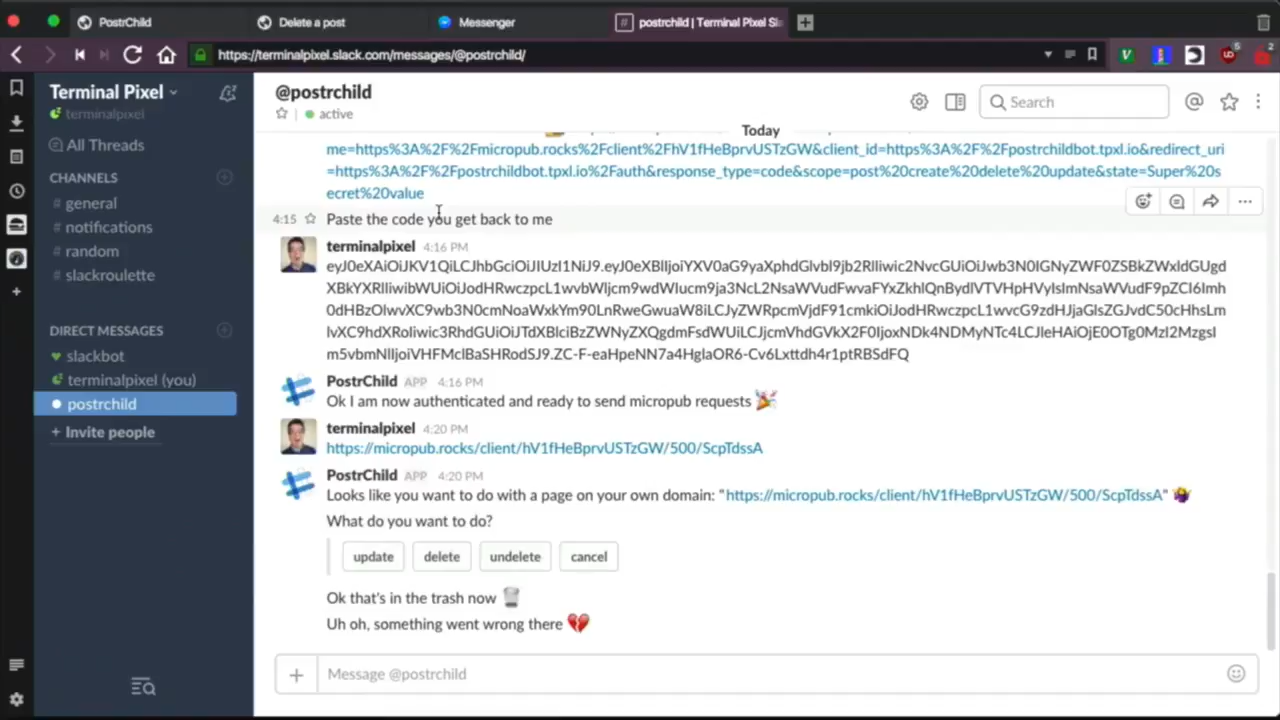 PostrChild
Delete a post
Messenger
postrchild | Terminal Pixel Sl
https://terminalpixel.slack.com/messages/@postrchild/
Terminal Pixel
terminalpixel
All Threads
CHANNELS
# general
# notifications
# random
# slackroulette
DIRECT MESSAGES
slackbot
terminalpixel (you)
postrchild
+ Invite people
@postrchild
active
Search
Today
me=https%3A%2F%2Fmicropub.rocks%2Fclient%2FhV1fHeBprvUSTzGW&client_id=https%3A%2F%2Fpostrchildbot.tpxl.io&redirect_uri
=https%3A%2F%2Fpostrchildbot.tpxl.io%2Fauth&response_type=code&scope=post%20create%20delete%20update&state=Super%20s
ecret%20value
4:15 Paste the code you get back to me
terminalpixel 4:16 PM
PostrChild APP 4:16 PM
Ok I am now authenticated and ready to send micropub requests
terminalpixel 4:20 PM
https://micropub.rocks/client/hV1fHeBprvUSTzGW/500/ScpTdssA
PostrChild APP 4:20 PM
Looks like you want to do with a page on your own domain: "https://micropub.rocks/client/hV1fHeBprvUSTzGW/500/ScpTdssA"
What do you want to do?
update delete undelete cancel
Ok that's in the trash now
Uh oh, something went wrong there
Message @postrchild